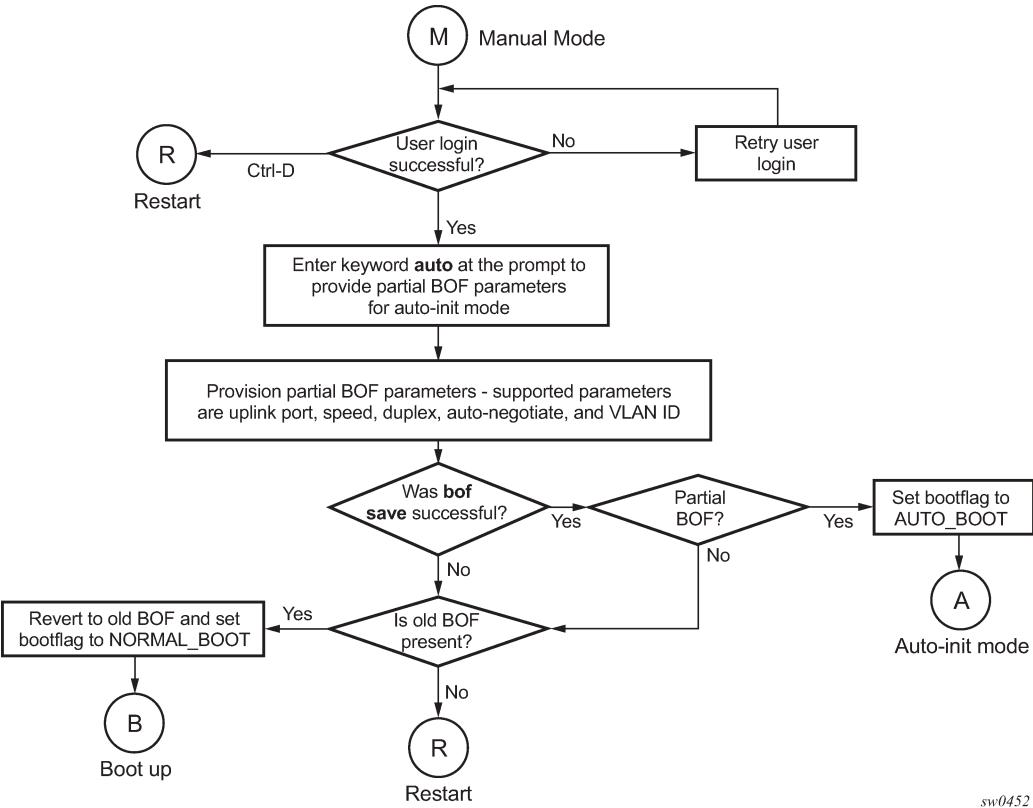 M
Manual Mode
User login
successful?
No
Retry user
login
R
Ctrl-D
Restart
Yes
Enter keyword auto at the prompt to
provide partial BOF parameters
for auto-init mode
Provision partial BOF parameters - supported parameters
are uplink port, speed, duplex, auto-negotiate, and VLAN ID
Was bof
save successful?
Yes
Partial
BOF?
Yes
Set bootflag to
AUTO_BOOT
No
No
A
Auto-init mode
Is old BOF
present?
Yes
Revert to old BOF and set
bootflag to NORMAL_BOOT
No
B
Boot up
R
Restart
sw0452